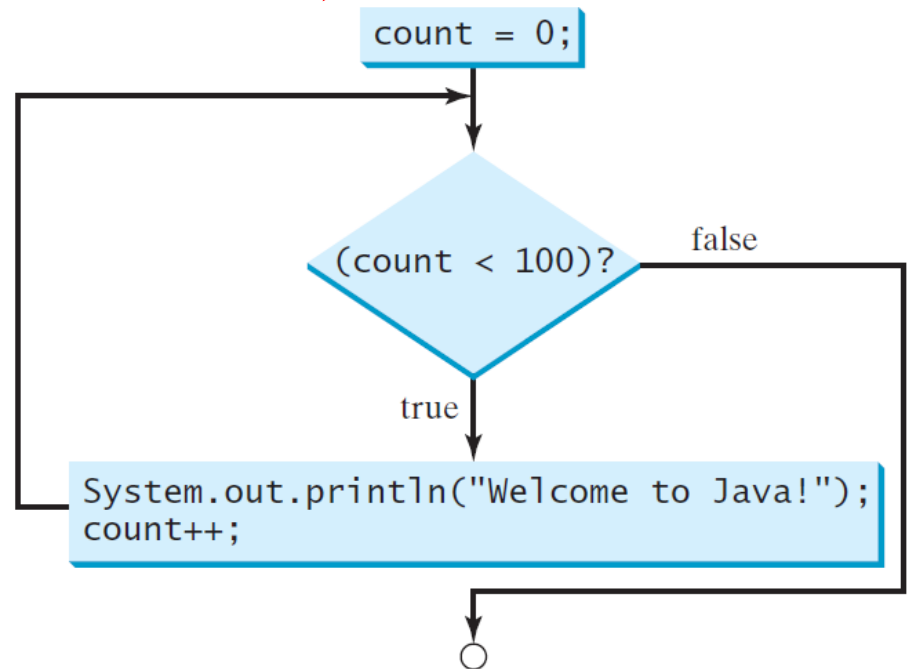 count = 0;
(count < 100)?
false
true
System.out.println("Welcome to Java!");
count++;